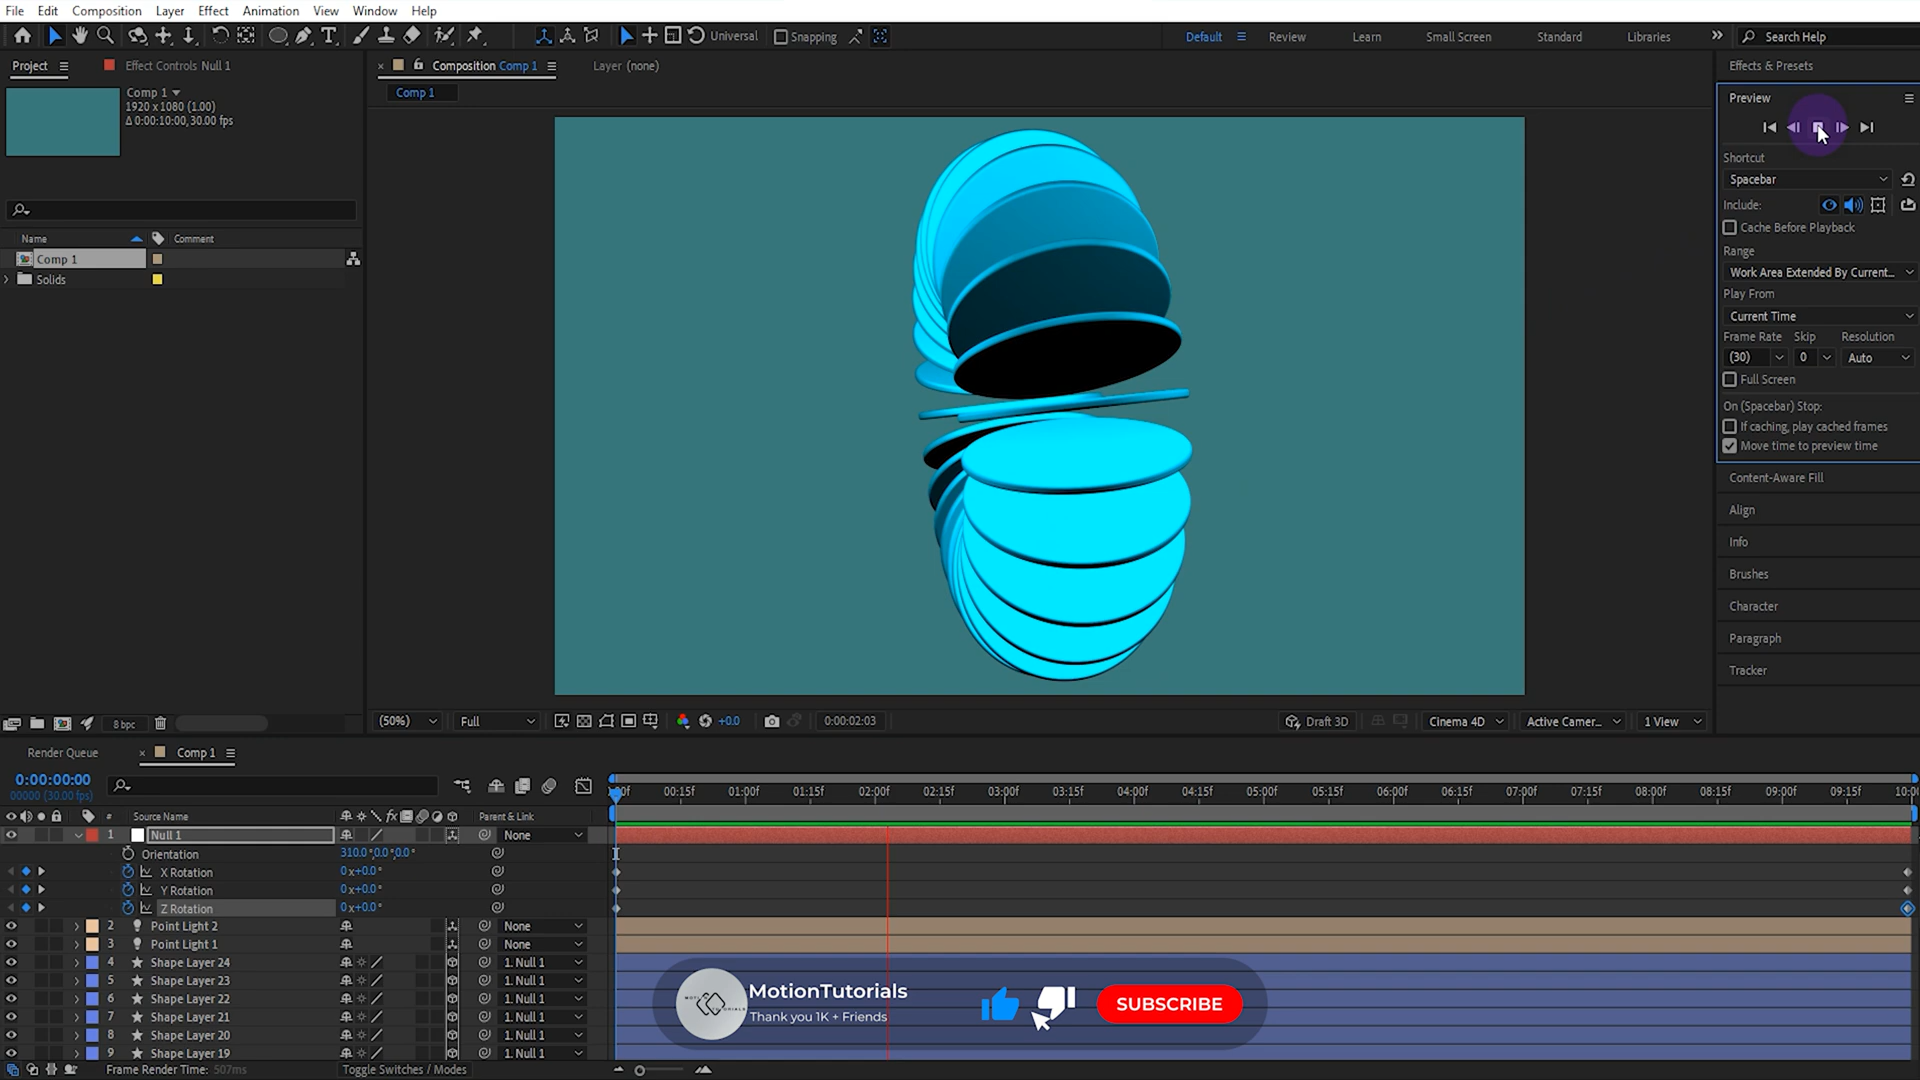 File Edit Composition Layer Effect Animation View Window Help
Universal Snapping Default Review Learn Small Screen Standard Libraries Search Help
Project Effect Controls Null 1 Composition Comp 1 Layer (none) Effects & Presets
Comp 1
1920 x 1080 (1.00)
Δ 0:00:10:00, 30.00 fps
Comp 1
Name Comment
Comp 1
Solids
8 bpc
Preview
Shortcut
Spacebar
Include:
Cache Before Playback
Range
Work Area Extended By Current...
Play From
Current Time
Frame Rate Skip Resolution
(30) 0 Auto
Full Screen
On (Spacebar) Stop:
If caching, play cached frames
Move time to preview time
Content-Aware Fill
Align
Info
Brushes
Character
Paragraph
Tracker
(50%) Full +0.0 0:00:02:03 Draft 3D Cinema 4D Active Camer... 1 View
Render Queue Comp 1
0:00:00:00
00000 (30.00 fps)
00:15f 01:00f 01:15f 02:00f 02:15f 03:00f 03:15f 04:00f 04:15f 05:00f 05:15f 06:00f 06:15f 07:00f 07:15f 08:00f 08:15f 09:00f 09:15f 10:00
# Source Name fx Parent & Link
1 Null 1 None
Orientation 310.0°,0.0°,0.0°
X Rotation 0x+0.0°
Y Rotation 0x+0.0°
Z Rotation 0x+0.0°
2 Point Light 2 None
3 Point Light 1 None
4 Shape Layer 24 1. Null 1
5 Shape Layer 23 1. Null 1
6 Shape Layer 22 1. Null 1
7 Shape Layer 21 1. Null 1
8 Shape Layer 20 1. Null 1
9 Shape Layer 19 1. Null 1
MotionTutorials
Thank you 1K + Friends
SUBSCRIBE
Frame Render Time: 507ms Toggle Switches / Modes